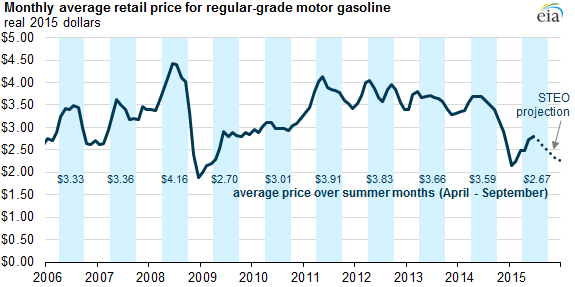 Monthly average retail price for regular-grade motor gasoline
real 2015 dollars
eia
$5.00
$4.50
$4.00
$3.50
$3.00
$2.50
$2.00
$1.50
$1.00
$0.50
$0.00
STEO
projection
$3.33 $3.36 $4.16 $2.70 $3.01 $3.91 $3.83 $3.66 $3.59 $2.67
average price over summer months (April - September)
2006 2007 2008 2009 2010 2011 2012 2013 2014 2015